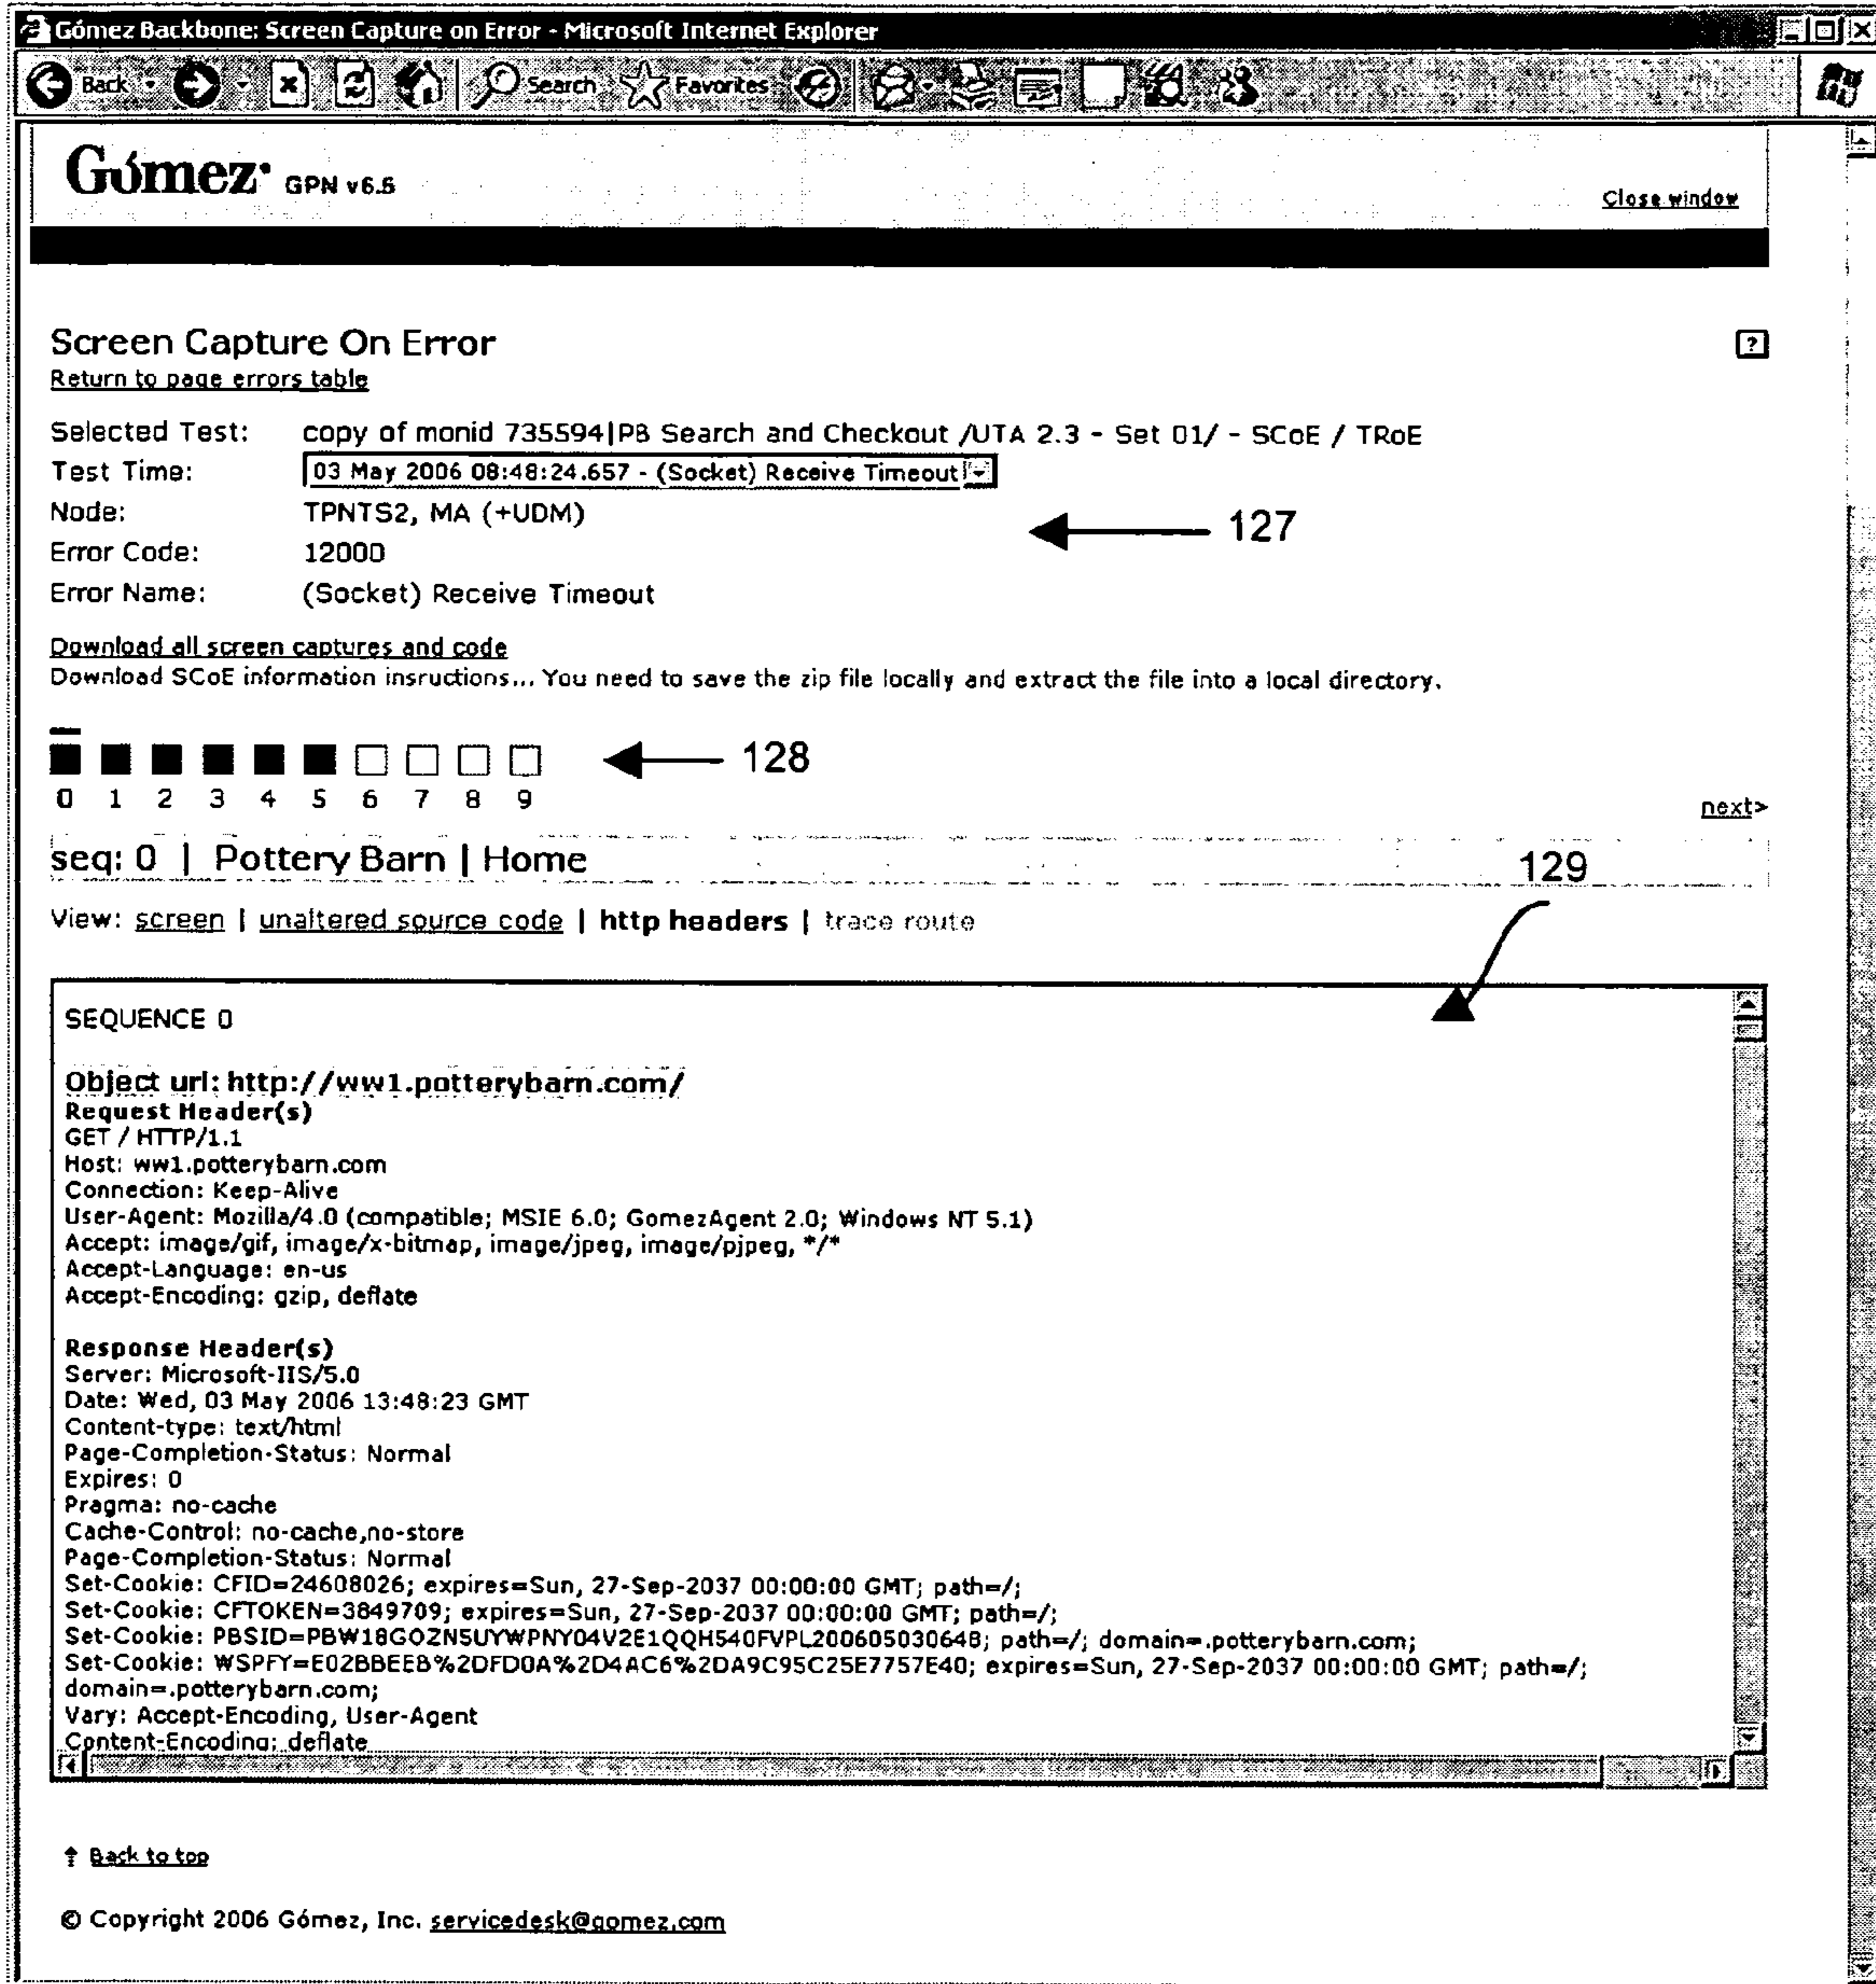 Gómez Backbone: Screen Capture on Error - Microsoft Internet Explorer
Back Search Favorites
Gómez GPN v6.6
Close window
Screen Capture On Error
?
Return to page errors table
Selected Test: copy of monid 735594|PB Search and Checkout /UTA 2.3 - Set 01/ - SCoE / TRoE
Test Time: 03 May 2006 08:48:24.657 - (Socket) Receive Timeout
Node: TPNTS2, MA (+UDM)
127
Error Code: 12000
Error Name: (Socket) Receive Timeout
Download all screen captures and code
Download SCoE information insructions... You need to save the zip file locally and extract the file into a local directory.
128
0 1 2 3 4 5 6 7 8 9
next>
seq: 0 | Pottery Barn | Home
129
View: screen | unaltered source code | http headers | trace route
SEQUENCE 0
Object url: http://ww1.potterybarn.com/
Request Header(s)
GET / HTTP/1.1
Host: ww1.potterybarn.com
Connection: Keep-Alive
User-Agent: Mozilla/4.0 (compatible; MSIE 6.0; GomezAgent 2.0; Windows NT 5.1)
Accept: image/gif, image/x-bitmap, image/jpeg, image/pjpeg, */*
Accept-Language: en-us
Accept-Encoding: gzip, deflate
Response Header(s)
Server: Microsoft-IIS/5.0
Date: Wed, 03 May 2006 13:48:23 GMT
Content-type: text/html
Page-Completion-Status: Normal
Expires: 0
Pragma: no-cache
Cache-Control: no-cache,no-store
Page-Completion-Status: Normal
Set-Cookie: CFID=24608026; expires=Sun, 27-Sep-2037 00:00:00 GMT; path=/;
Set-Cookie: CFTOKEN=3849709; expires=Sun, 27-Sep-2037 00:00:00 GMT; path=/;
Set-Cookie: PBSID=PBW18GOZN5UYWPNY04V2E1QQH540FVPL200605030648; path=/; domain=.potterybarn.com;
Set-Cookie: WSPFY=E02BBEEB%2DFD0A%2D4AC6%2DA9C95C25E7757E40; expires=Sun, 27-Sep-2037 00:00:00 GMT; path=/;
domain=.potterybarn.com;
Vary: Accept-Encoding, User-Agent
Content-Encoding: deflate
Back to top
© Copyright 2006 Gómez, Inc. servicedesk@gomez.com